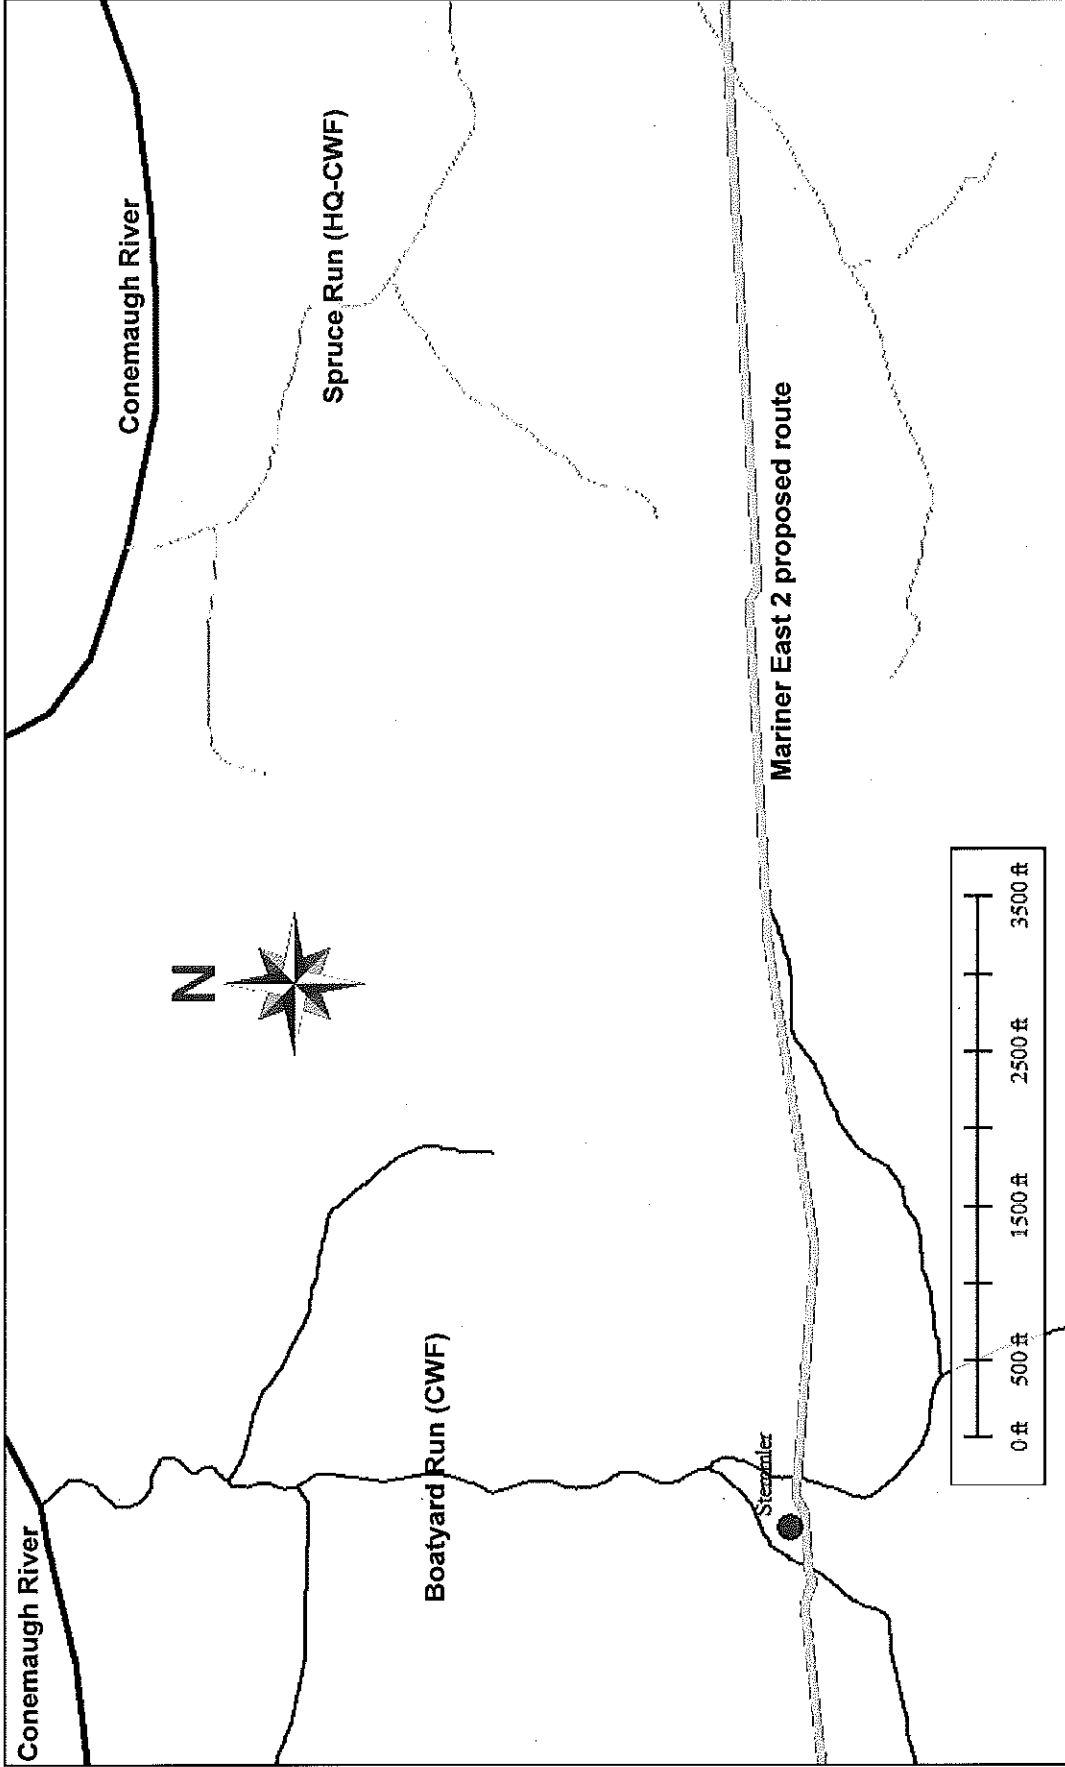 Conemaugh River
Conemaugh River
Spruce Run (HQ-CWF)
N
Boatyard Run (CWF)
Stemmler
Mariner East 2 proposed route
0 ft 500 ft 1500 ft 2500 ft 3500 ft